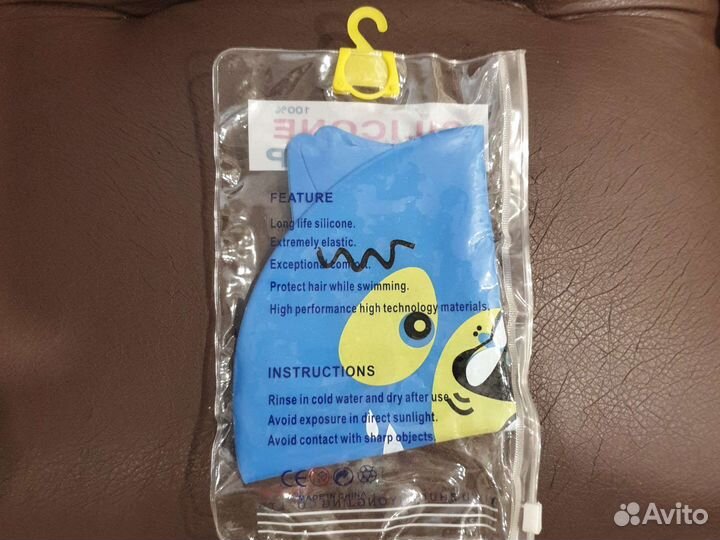 100%
SILICONE
FEATURE
Long life silicone.
Extremely elastic.
Exceptional comfort.
Protect hair while swimming.
High performance high technology materials.
INSTRUCTIONS
Rinse in cold water and dry after use.
Avoid exposure in direct sunlight.
Avoid contact with sharp objects.
CE
MADE IN CHINA
Avito